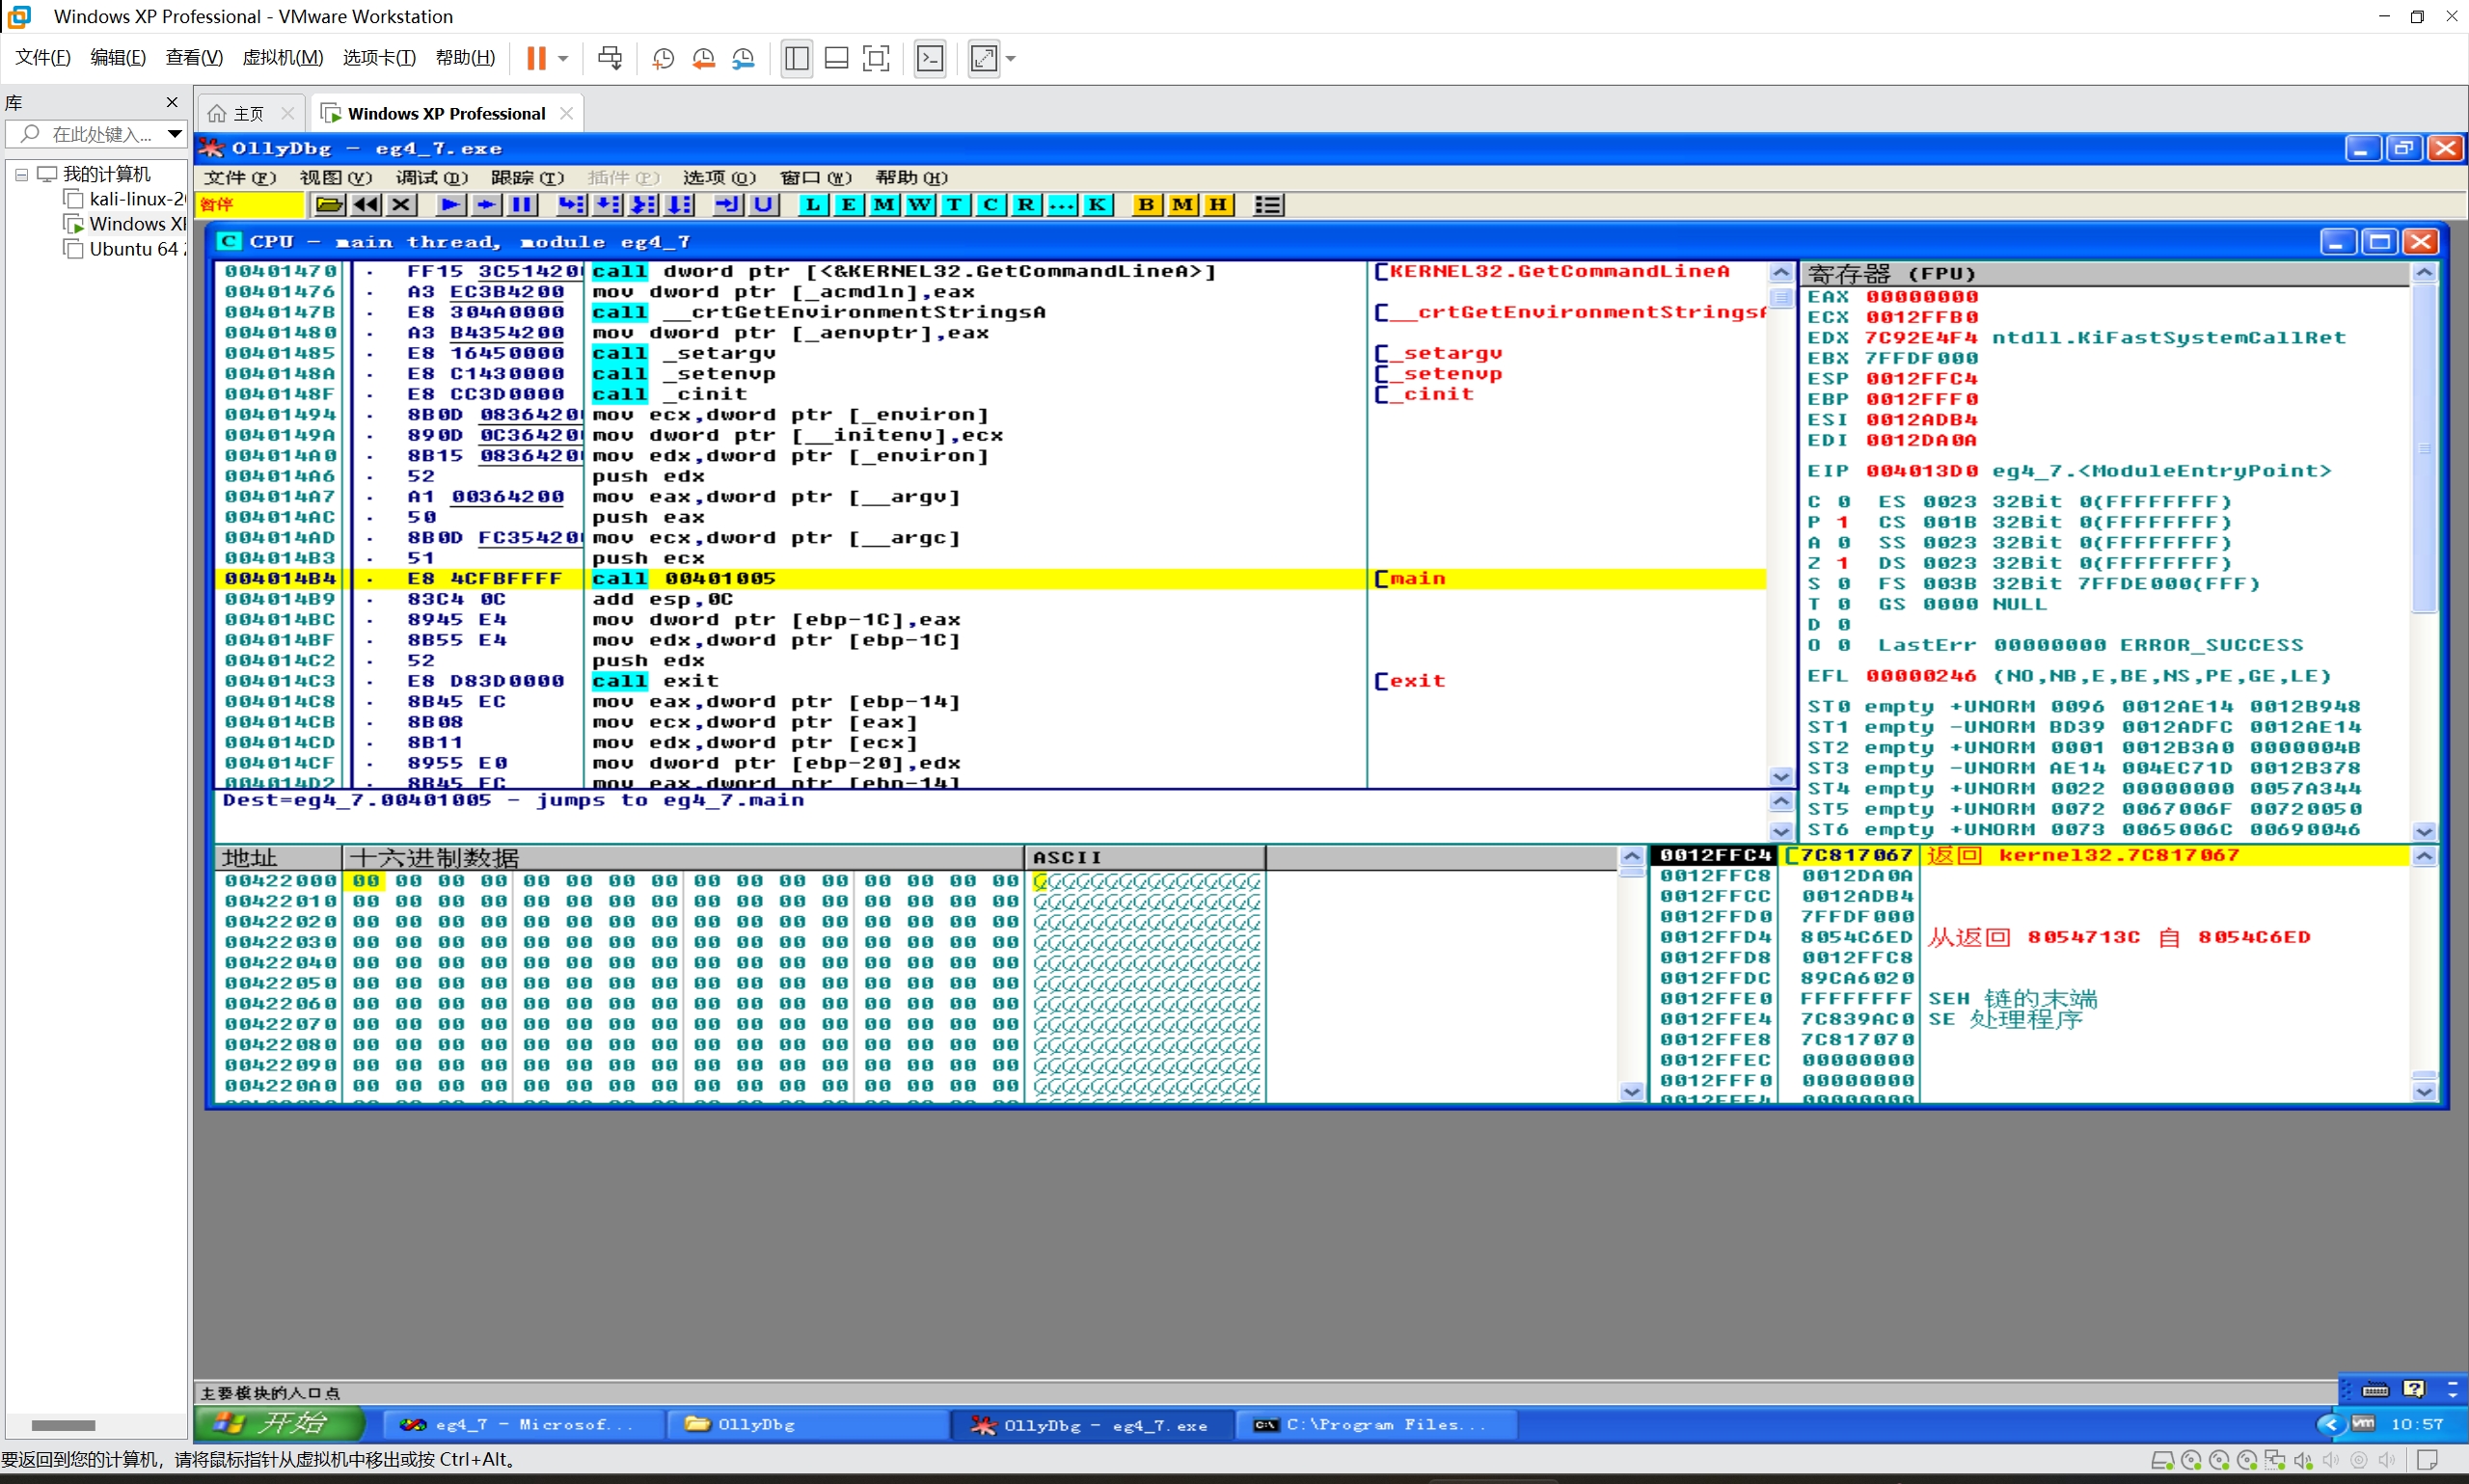 Windows XP Professional - VMware Workstation
文件(F) 编辑(E) 查看(V) 虚拟机(M) 选项卡(T) 帮助(H)
库
在此处键入...
我的计算机
kali-linux-2
Windows XI
Ubuntu 64
主页
Windows XP Professional
OllyDbg - eg4_7.exe
文件(F) 视图(V) 调试(D) 跟踪(T) 插件(P) 选项(O) 窗口(W) 帮助(H)
暂停 L E M W T C R ... K B M H
C CPU - main thread, module eg4_7
00401470 . FF15 3C51420 call dword ptr [<&KERNEL32.GetCommandLineA>] [KERNEL32.GetCommandLineA
00401476 . A3 EC3B4200 mov dword ptr [_acmdln],eax
0040147B . E8 304A0000 call __crtGetEnvironmentStringsA [__crtGetEnvironmentStrings
00401480 . A3 B4354200 mov dword ptr [_aenvptr],eax
00401485 . E8 16450000 call _setargv [_setargv
0040148A . E8 C1430000 call _setenvp [_setenvp
0040148F . E8 CC3D0000 call _cinit [_cinit
00401494 . 8B0D 0836420 mov ecx,dword ptr [_environ]
0040149A . 890D 0C36420 mov dword ptr [__initenv],ecx
004014A0 . 8B15 0836420 mov edx,dword ptr [_environ]
004014A6 . 52 push edx
004014A7 . A1 00364200 mov eax,dword ptr [__argv]
004014AC . 50 push eax
004014AD . 8B0D FC35420 mov ecx,dword ptr [__argc]
004014B3 . 51 push ecx
004014B4 . E8 4CFBFFFF call 00401005 [main
004014B9 . 83C4 0C add esp,0C
004014BC . 8945 E4 mov dword ptr [ebp-1C],eax
004014BF . 8B55 E4 mov edx,dword ptr [ebp-1C]
004014C2 . 52 push edx
004014C3 . E8 D83D0000 call exit [exit
004014C8 . 8B45 EC mov eax,dword ptr [ebp-14]
004014CB . 8B08 mov ecx,dword ptr [eax]
004014CD . 8B11 mov edx,dword ptr [ecx]
004014CF . 8955 E0 mov dword ptr [ebp-20],edx
004014D2 . 8B45 EC mov eax,dword ptr [ebp-14]
Dest=eg4_7.00401005 - jumps to eg4_7.main
寄存器 (FPU)
EAX 00000000
ECX 0012FFB0
EDX 7C92E4F4 ntdll.KiFastSystemCallRet
EBX 7FFDF000
ESP 0012FFC4
EBP 0012FFF0
ESI 0012ADB4
EDI 0012DA0A
EIP 004013D0 eg4_7.<ModuleEntryPoint>
C 0 ES 0023 32Bit 0(FFFFFFFF)
P 1 CS 001B 32Bit 0(FFFFFFFF)
A 0 SS 0023 32Bit 0(FFFFFFFF)
Z 1 DS 0023 32Bit 0(FFFFFFFF)
S 0 FS 003B 32Bit 7FFDE000(FFF)
T 0 GS 0000 NULL
D 0
O 0 LastErr 00000000 ERROR_SUCCESS
EFL 00000246 (NO,NB,E,BE,NS,PE,GE,LE)
ST0 empty +UNORM 0096 0012AE14 0012B948
ST1 empty -UNORM BD39 0012ADFC 0012AE14
ST2 empty +UNORM 0001 0012B3A0 0000004B
ST3 empty -UNORM AE14 004EC71D 0012B378
ST4 empty +UNORM 0022 00000000 0057A344
ST5 empty +UNORM 0072 0067006F 00720050
ST6 empty +UNORM 0073 0065006C 00690046
地址 十六进制数据 ASCII
00422000 00 00 00 00 00 00 00 00 00 00 00 00 00 00 00 00
00422010 00 00 00 00 00 00 00 00 00 00 00 00 00 00 00 00
00422020 00 00 00 00 00 00 00 00 00 00 00 00 00 00 00 00
00422030 00 00 00 00 00 00 00 00 00 00 00 00 00 00 00 00
00422040 00 00 00 00 00 00 00 00 00 00 00 00 00 00 00 00
00422050 00 00 00 00 00 00 00 00 00 00 00 00 00 00 00 00
00422060 00 00 00 00 00 00 00 00 00 00 00 00 00 00 00 00
00422070 00 00 00 00 00 00 00 00 00 00 00 00 00 00 00 00
00422080 00 00 00 00 00 00 00 00 00 00 00 00 00 00 00 00
00422090 00 00 00 00 00 00 00 00 00 00 00 00 00 00 00 00
004220A0 00 00 00 00 00 00 00 00 00 00 00 00 00 00 00 00
0012FFC4 [7C817067 返回 kernel32.7C817067
0012FFC8 0012DA0A
0012FFCC 0012ADB4
0012FFD0 7FFDF000
0012FFD4 8054C6ED 从返回 8054713C 自 8054C6ED
0012FFD8 0012FFC8
0012FFDC 89CA6020
0012FFE0 FFFFFFFF SEH 链的末端
0012FFE4 7C839AC0 SE 处理程序
0012FFE8 7C817070
0012FFEC 00000000
0012FFF0 00000000
0012FFF4 00000000
主要模块的入口点
开始 eg4_7 - Microsof... OllyDbg OllyDbg - eg4_7.exe C:\Program Files... 10:57
要返回到您的计算机，请将鼠标指针从虚拟机中移出或按 Ctrl+Alt。